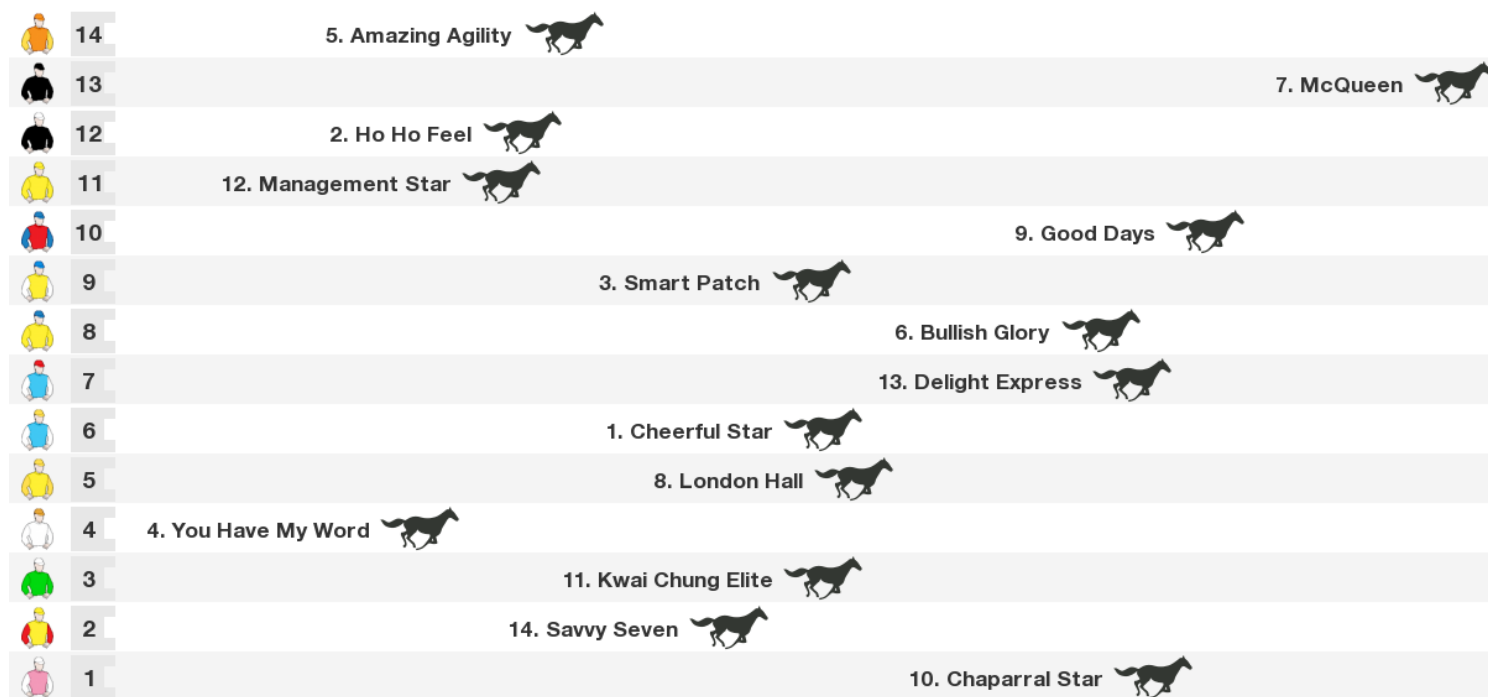 14 5. Amazing Agility
13 7. McQueen
12 2. Ho Ho Feel
11 12. Management Star
10 9. Good Days
9 3. Smart Patch
8 6. Bullish Glory
7 13. Delight Express
6 1. Cheerful Star
5 8. London Hall
4 4. You Have My Word
3 11. Kwai Chung Elite
2 14. Savvy Seven
1 10. Chaparral Star